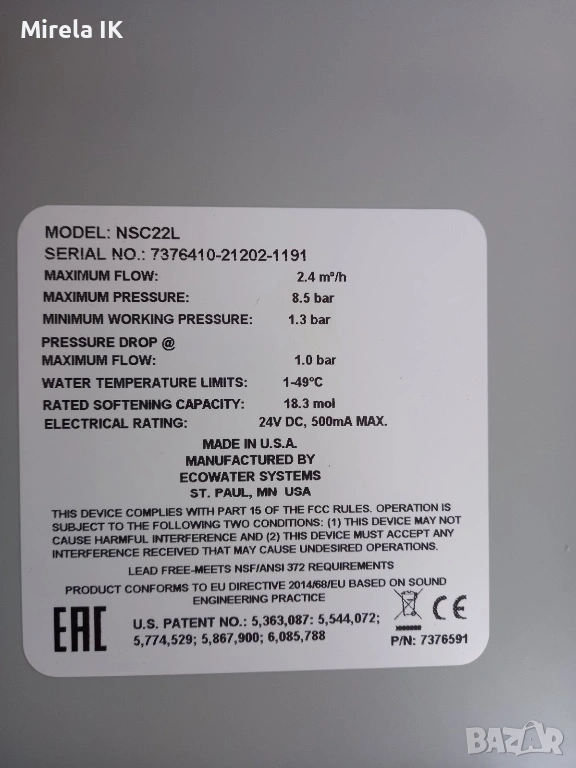 Mirela IK
MODEL: NSC22L
SERIAL NO.: 7376410-21202-1191
MAXIMUM FLOW: 2.4 m³/h
MAXIMUM PRESSURE: 8.5 bar
MINIMUM WORKING PRESSURE: 1.3 bar
PRESSURE DROP @
MAXIMUM FLOW: 1.0 bar
WATER TEMPERATURE LIMITS: 1-49°C
RATED SOFTENING CAPACITY: 18.3 mol
ELECTRICAL RATING: 24V DC, 500mA MAX.
MADE IN U.S.A.
MANUFACTURED BY
ECOWATER SYSTEMS
ST. PAUL, MN USA
THIS DEVICE COMPLIES WITH PART 15 OF THE FCC RULES. OPERATION IS
SUBJECT TO THE FOLLOWING TWO CONDITIONS: (1) THIS DEVICE MAY NOT
CAUSE HARMFUL INTERFERENCE AND (2) THIS DEVICE MUST ACCEPT ANY
INTERFERENCE RECEIVED THAT MAY CAUSE UNDESIRED OPERATIONS.
LEAD FREE-MEETS NSF/ANSI 372 REQUIREMENTS
PRODUCT CONFORMS TO EU DIRECTIVE 2014/68/EU BASED ON SOUND
ENGINEERING PRACTICE
EAC
U.S. PATENT NO.: 5,363,087: 5,544,072;
5,774,529; 5,867,900; 6,085,788
CE
P/N: 7376591
BAZAR